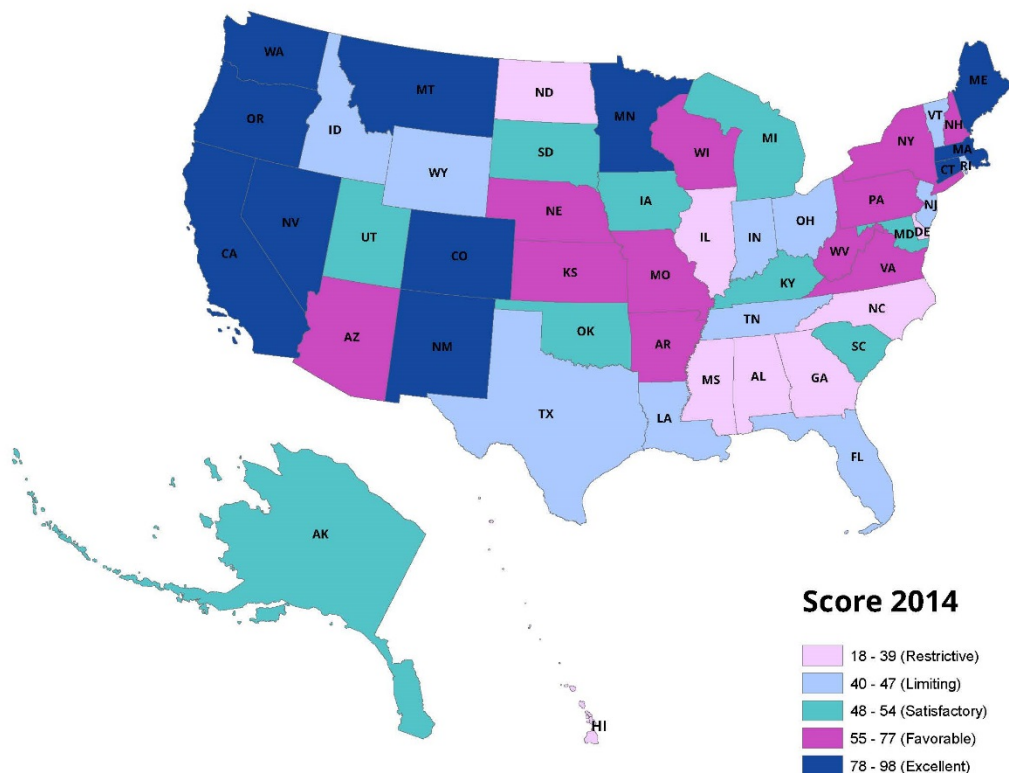 WA
ME
MT
ND
VT
NH
OR
MN
ID
MA
NY
WI
MI
SD
CT
RI
WY
PA
IA
NE
NJ
OH
NV
IL
IN
DE
UT
MD
CO
WV
CA
KS
MO
KY
VA
NC
TN
OK
AZ
NM
AR
SC
MS
AL
GA
TX
LA
FL
AK
HI
Score 2014
18 - 39 (Restrictive)
40 - 47 (Limiting)
48 - 54 (Satisfactory)
55 - 77 (Favorable)
78 - 98 (Excellent)